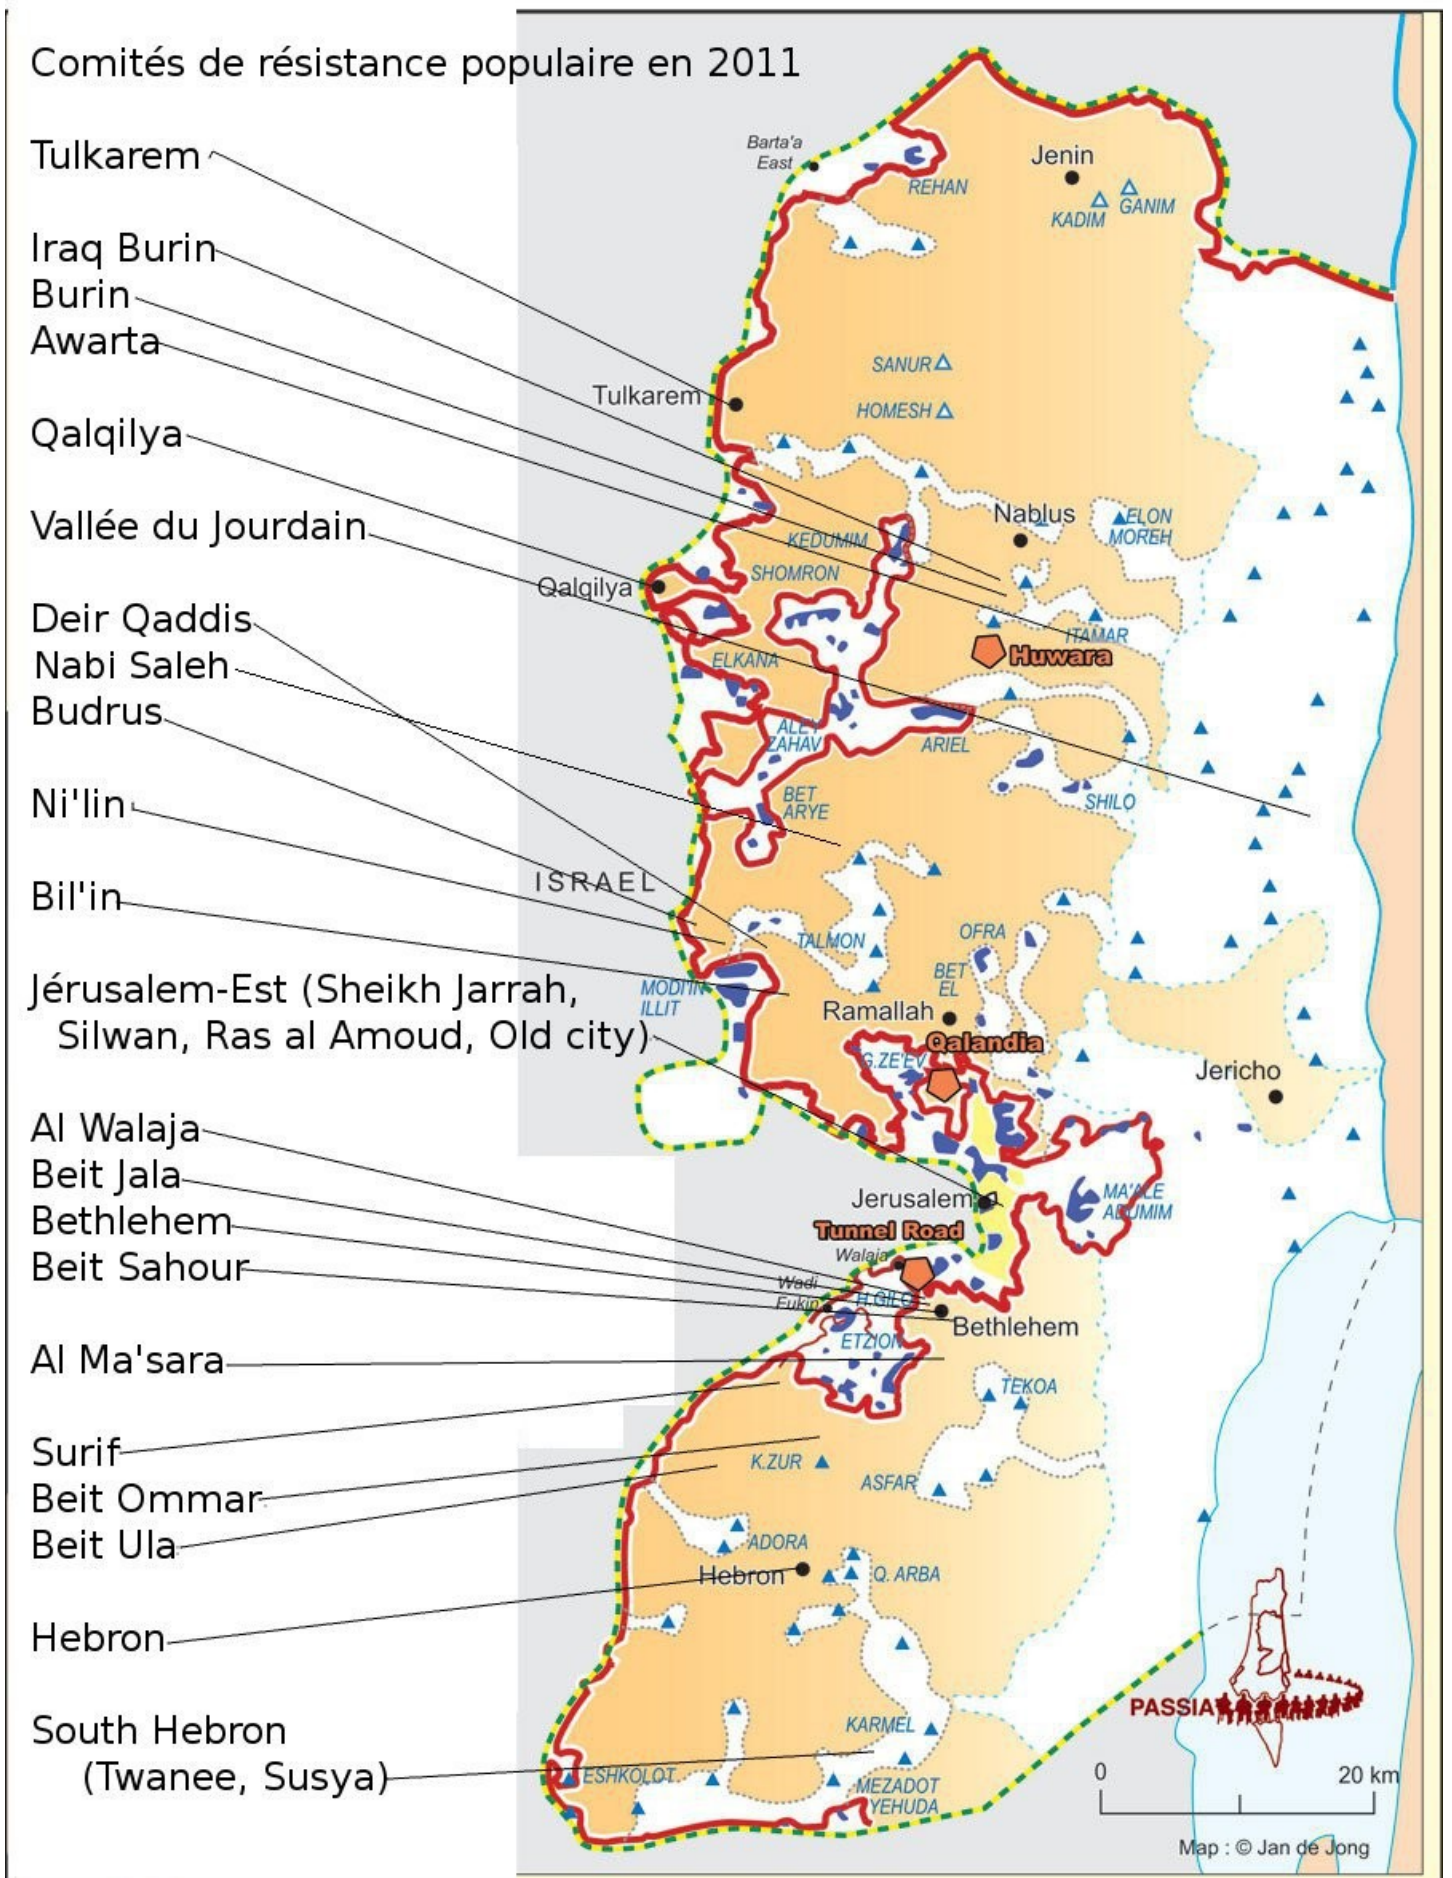 Comités de résistance populaire en 2011
Tulkarem
Iraq Burin
Burin
Awarta
Qalqilya
Vallée du Jourdain
Deir Qaddis
Nabi Saleh
Budrus
Ni'lin
Bil'in
Jérusalem-Est (Sheikh Jarrah,
Silwan, Ras al Amoud, Old city)
Al Walaja
Beit Jala
Bethlehem
Beit Sahour
Al Ma'sara
Surif
Beit Ommar
Beit Ula
Hebron
South Hebron
(Twanee, Susya)
Barta'a
East
REHAN
Jenin
KADIM
GANIM
SANUR
HOMESH
Tulkarem
Nablus
ELON
MOREH
KEDUMIM
SHOMRON
Qalqilya
ITAMAR
Huwara
ELKANA
ALEY
ZAHAV
ARIEL
SHILO
BET
ARYE
ISRAEL
TALMON
OFRA
BET
EL
MODI'IN
ILLIT
Ramallah
Qalandia
G.ZE'EV
Jericho
Jerusalem
MA'ALE
ADUMIM
Tunnel Road
Walaja
Wadi
Fukin
H.GILO
Bethlehem
ETZION
TEKOA
K.ZUR
ASFAR
ADORA
Hebron
Q. ARBA
KARMEL
ESHKOLOT
MEZADOT
YEHUDA
PASSIA
0
20 km
Map : © Jan de Jong